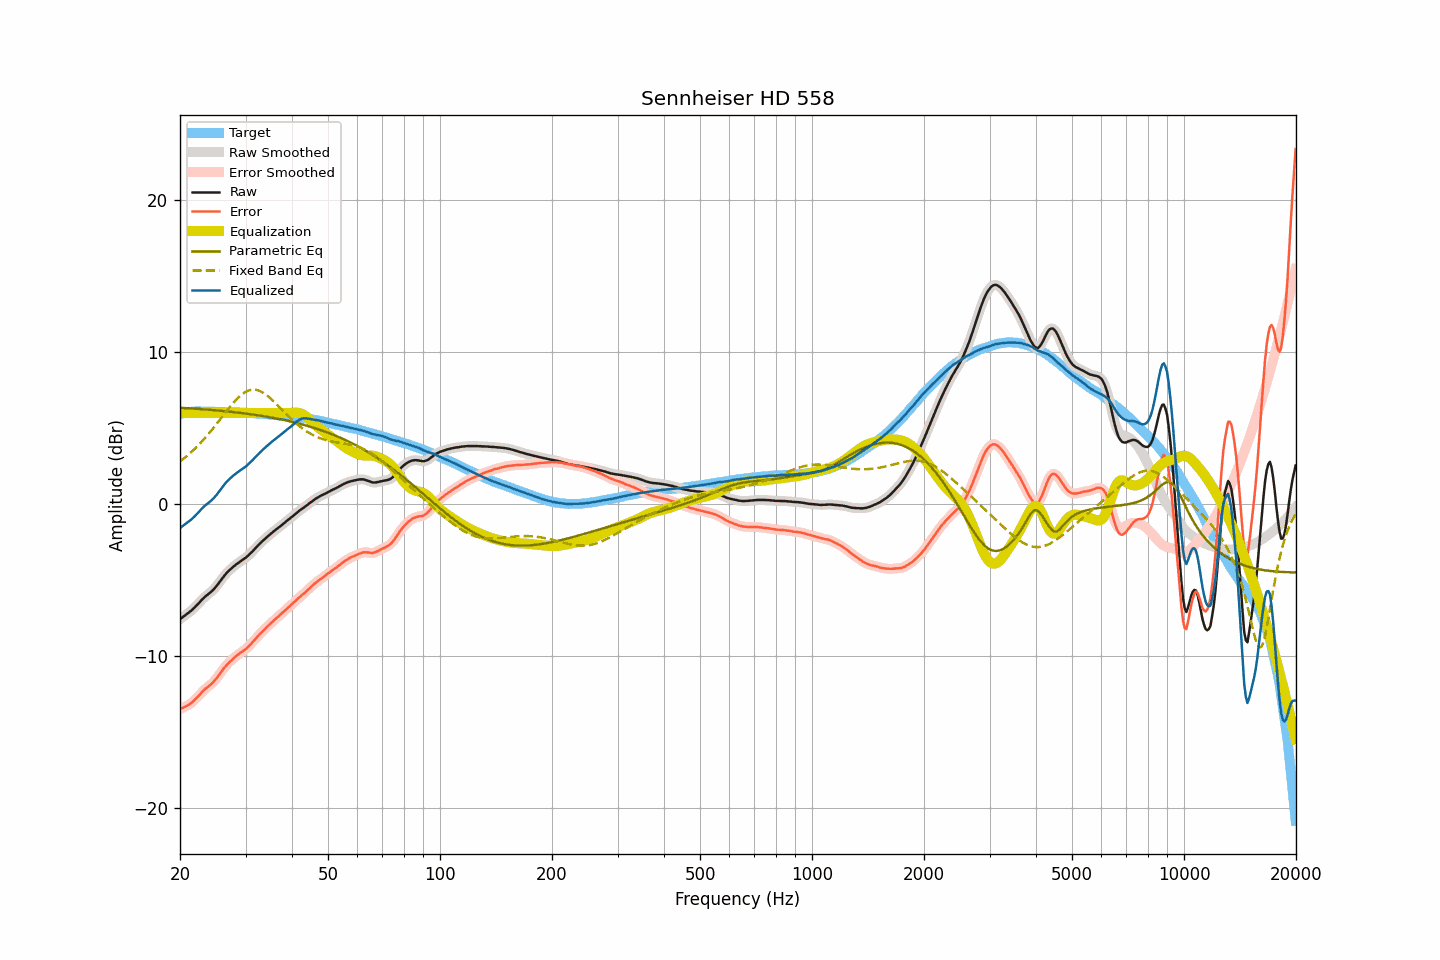 Sennheiser HD 558
Target
Raw Smoothed
Error Smoothed
Raw
Error
Equalization
Parametric Eq
Fixed Band Eq
Equalized
20
10
0
−10
−20
Amplitude (dBr)
20 50 100 200 500 1000 2000 5000 10000 20000
Frequency (Hz)